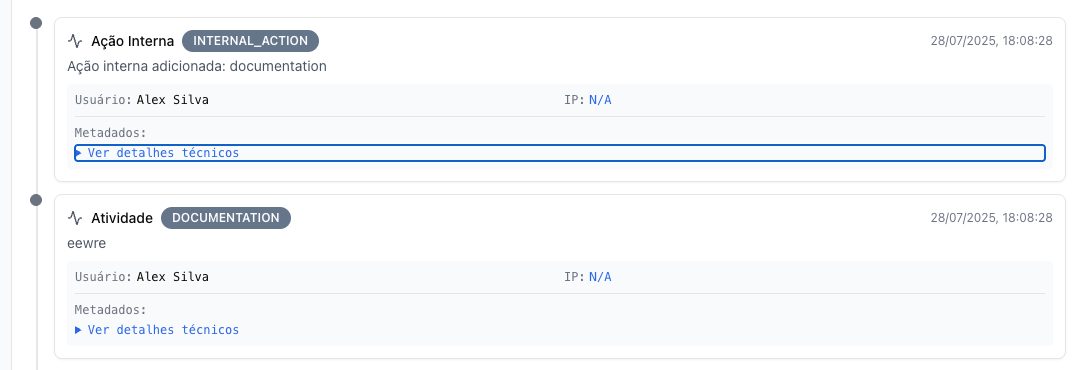 Ação Interna INTERNAL_ACTION 28/07/2025, 18:08:28
Ação interna adicionada: documentation
Usuário: Alex Silva IP: N/A
Metadados:
Ver detalhes técnicos
Atividade DOCUMENTATION 28/07/2025, 18:08:28
eewre
Usuário: Alex Silva IP: N/A
Metadados:
Ver detalhes técnicos